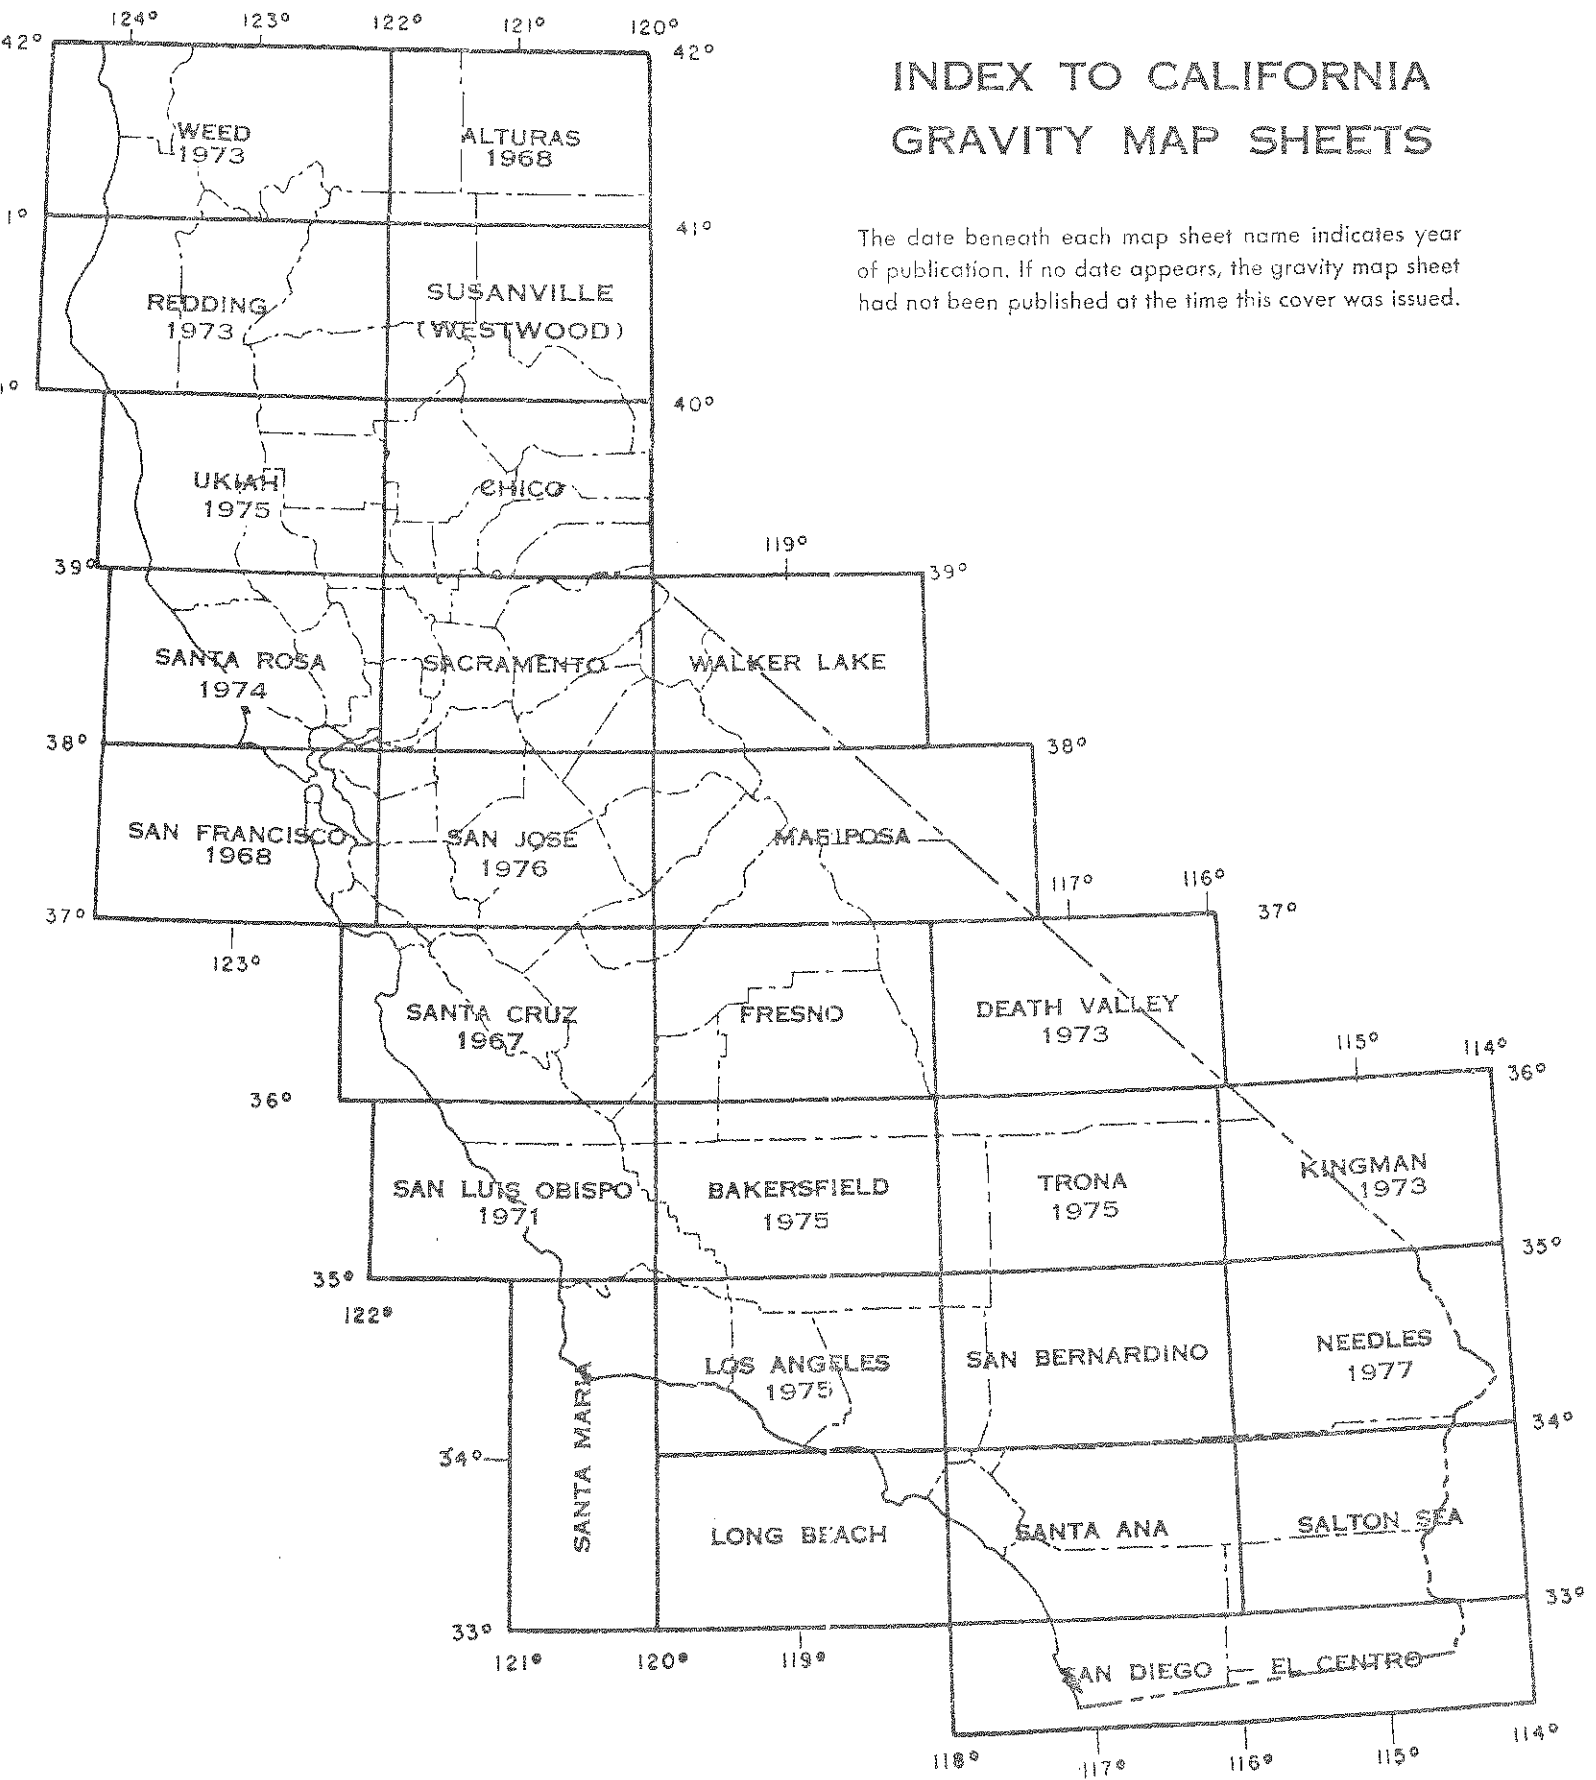 124° 123° 122° 121° 120°
42° 42°
INDEX TO CALIFORNIA
GRAVITY MAP SHEETS
WEED
1973
ALTURAS
1968
1° 41°
The date beneath each map sheet name indicates year
of publication. If no date appears, the gravity map sheet
had not been published at the time this cover was issued.
REDDING
1973
SUSANVILLE
(WESTWOOD)
40°
UKIAH
1975
CHICO
119°
39° 39°
SANTA ROSA
1974
SACRAMENTO
WALKER LAKE
38° 38°
SAN FRANCISCO
1968
SAN JOSE
1976
MARIPOSA
117° 116°
37° 37°
123°
SANTA CRUZ
1967
FRESNO
DEATH VALLEY
1973
115° 114°
36° 36°
SAN LUIS OBISPO
1971
BAKERSFIELD
1975
TRONA
1975
KINGMAN
1973
35° 35°
122°
SANTA MARIA
LOS ANGELES
1975
SAN BERNARDINO
NEEDLES
1977
34° 34°
LONG BEACH
SANTA ANA
SALTON SEA
33° 33°
121° 120° 119°
SAN DIEGO — EL CENTRO
118° 117° 116° 115° 114°